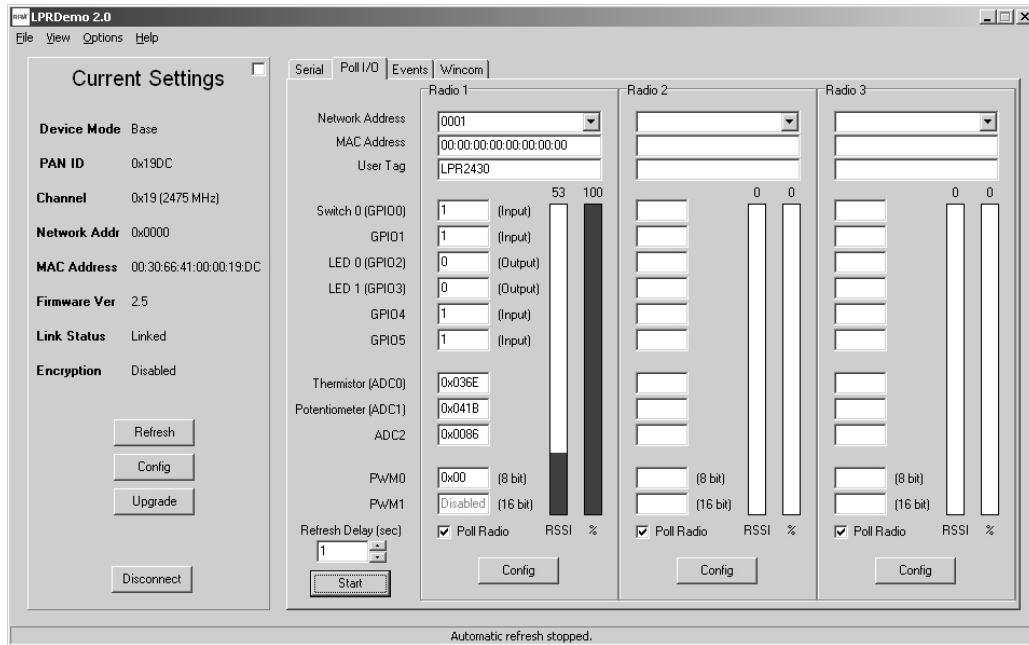 RFM LPRDemo 2.0
File View Options Help
Current Settings
Device Mode Base
PAN ID 0x19DC
Channel 0x19 (2475 MHz)
Network Addr 0x0000
MAC Address 00:30:66:41:00:00:19:DC
Firmware Ver 2.5
Link Status Linked
Encryption Disabled
Refresh
Config
Upgrade
Disconnect
Serial Poll I/O Events Wincom
Radio 1 Radio 2 Radio 3
Network Address 0001
MAC Address 00:00:00:00:00:00:00:00
User Tag LPR2430
53 100 0 0 0 0
Switch 0 (GPIO0) 1 (Input)
GPIO1 1 (Input)
LED 0 (GPIO2) 0 (Output)
LED 1 (GPIO3) 0 (Output)
GPIO4 1 (Input)
GPIO5 1 (Input)
Thermistor (ADC0) 0x036E
Potentiometer (ADC1) 0x041B
ADC2 0x0086
PWM0 0x00 (8 bit) (8 bit) (8 bit)
PWM1 Disabled (16 bit) (16 bit) (16 bit)
Refresh Delay (sec) Poll Radio RSSI % Poll Radio RSSI % Poll Radio RSSI %
1
Start Config Config Config
Automatic refresh stopped.